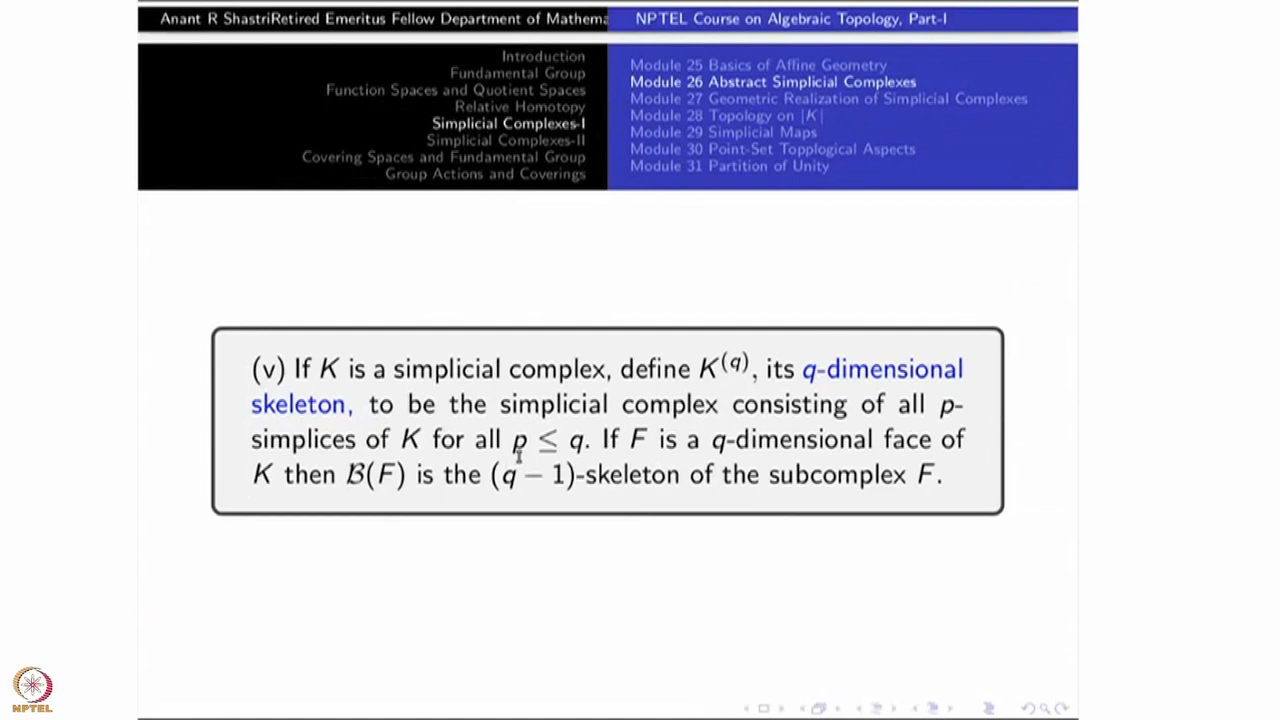 Anant R ShastriRetired Emeritus Fellow Department of Mathema
NPTEL Course on Algebraic Topology, Part-I
Introduction
Fundamental Group
Function Spaces and Quotient Spaces
Relative Homotopy
Simplicial Complexes-I
Simplicial Complexes-II
Covering Spaces and Fundamental Group
Group Actions and Coverings
Module 25 Basics of Affine Geometry
Module 26 Abstract Simplicial Complexes
Module 27 Geometric Realization of Simplicial Complexes
Module 28 Topology on |K|
Module 29 Simplicial Maps
Module 30 Point-Set Topplogical Aspects
Module 31 Partition of Unity
(v) If K is a simplicial complex, define K^(q), its q-dimensional
skeleton, to be the simplicial complex consisting of all p-
simplices of K for all p ≤ q. If F is a q-dimensional face of
K then ℬ(F) is the (q − 1)-skeleton of the subcomplex F.
NPTEL